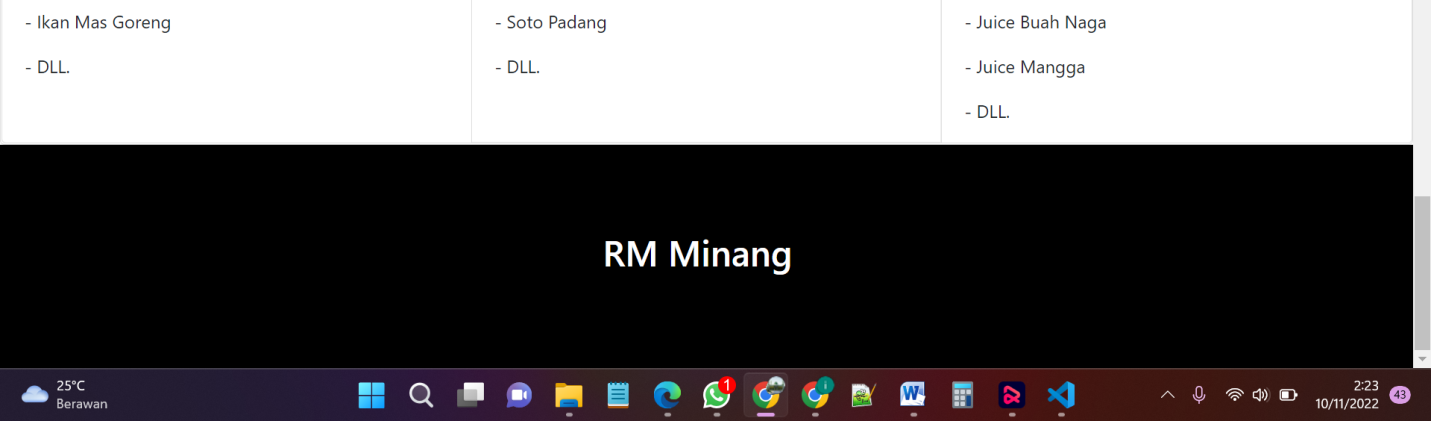 - Ikan Mas Goreng
- DLL.
- Soto Padang
- DLL.
- Juice Buah Naga
- Juice Mangga
- DLL.
RM Minang
25°C
Berawan
1
2:23
10/11/2022
43